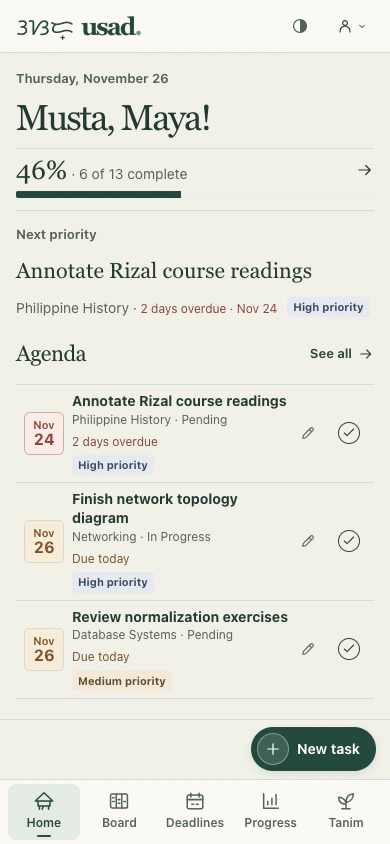 usad.
Thursday, November 26
Musta, Maya!
46% · 6 of 13 complete
Next priority
Annotate Rizal course readings
Philippine History · 2 days overdue · Nov 24 High priority
Agenda
See all
Nov 24
Annotate Rizal course readings
Philippine History · Pending
2 days overdue
High priority
Nov 26
Finish network topology
diagram
Networking · In Progress
Due today
High priority
Nov 26
Review normalization exercises
Database Systems · Pending
Due today
Medium priority
New task
Home Board Deadlines Progress Tanim